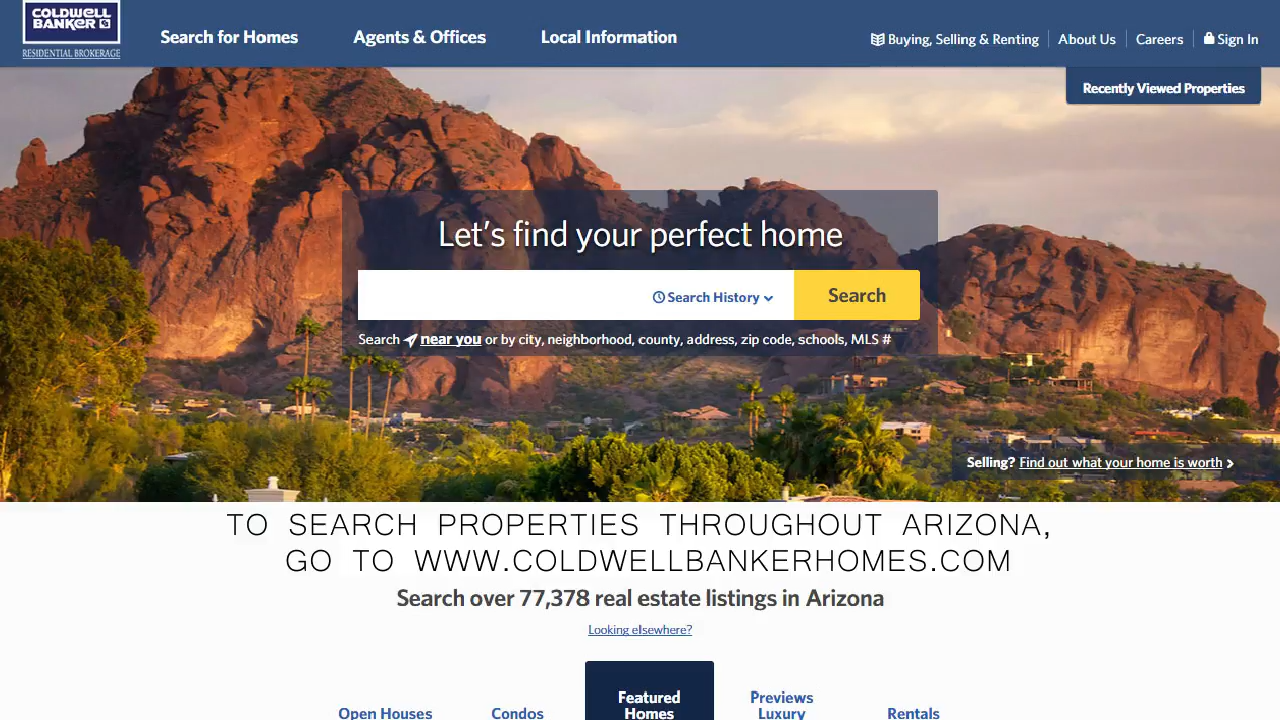 COLDWELL
BANKER
RESIDENTIAL BROKERAGE
Search for Homes
Agents & Offices
Local Information
Buying, Selling & Renting
About Us
Careers
Sign In
Recently Viewed Properties
Let's find your perfect home
Search History
Search
Search near you or by city, neighborhood, county, address, zip code, schools, MLS #
Selling? Find out what your home is worth
TO SEARCH PROPERTIES THROUGHOUT ARIZONA,
GO TO WWW.COLDWELLBANKERHOMES.COM
Search over 77,378 real estate listings in Arizona
Looking elsewhere?
Open Houses
Condos
Featured
Homes
Previews
Luxury
Rentals